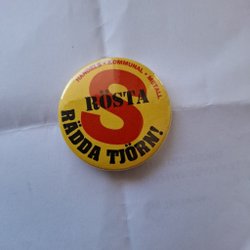 HANDELS • KOMMUNAL • METALL
S
RÖSTA
RÄDDA TJÖRN!